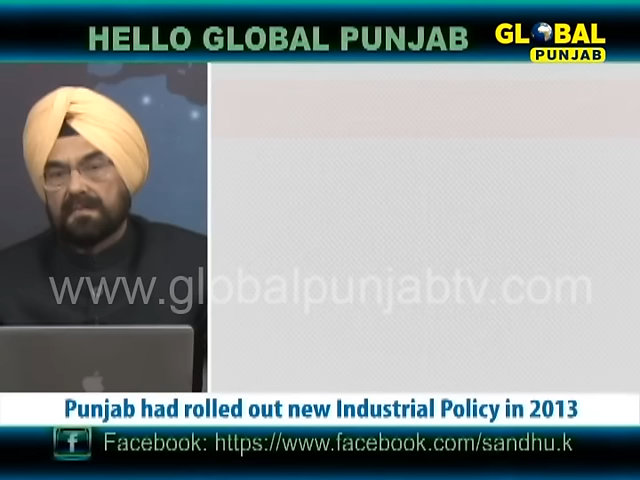 HELLO GLOBAL PUNJAB
GLOBAL
PUNJAB
www.globalpunjabtv.com
Punjab had rolled out new Industrial Policy in 2013
f Facebook: https://www.facebook.com/sandhu.k